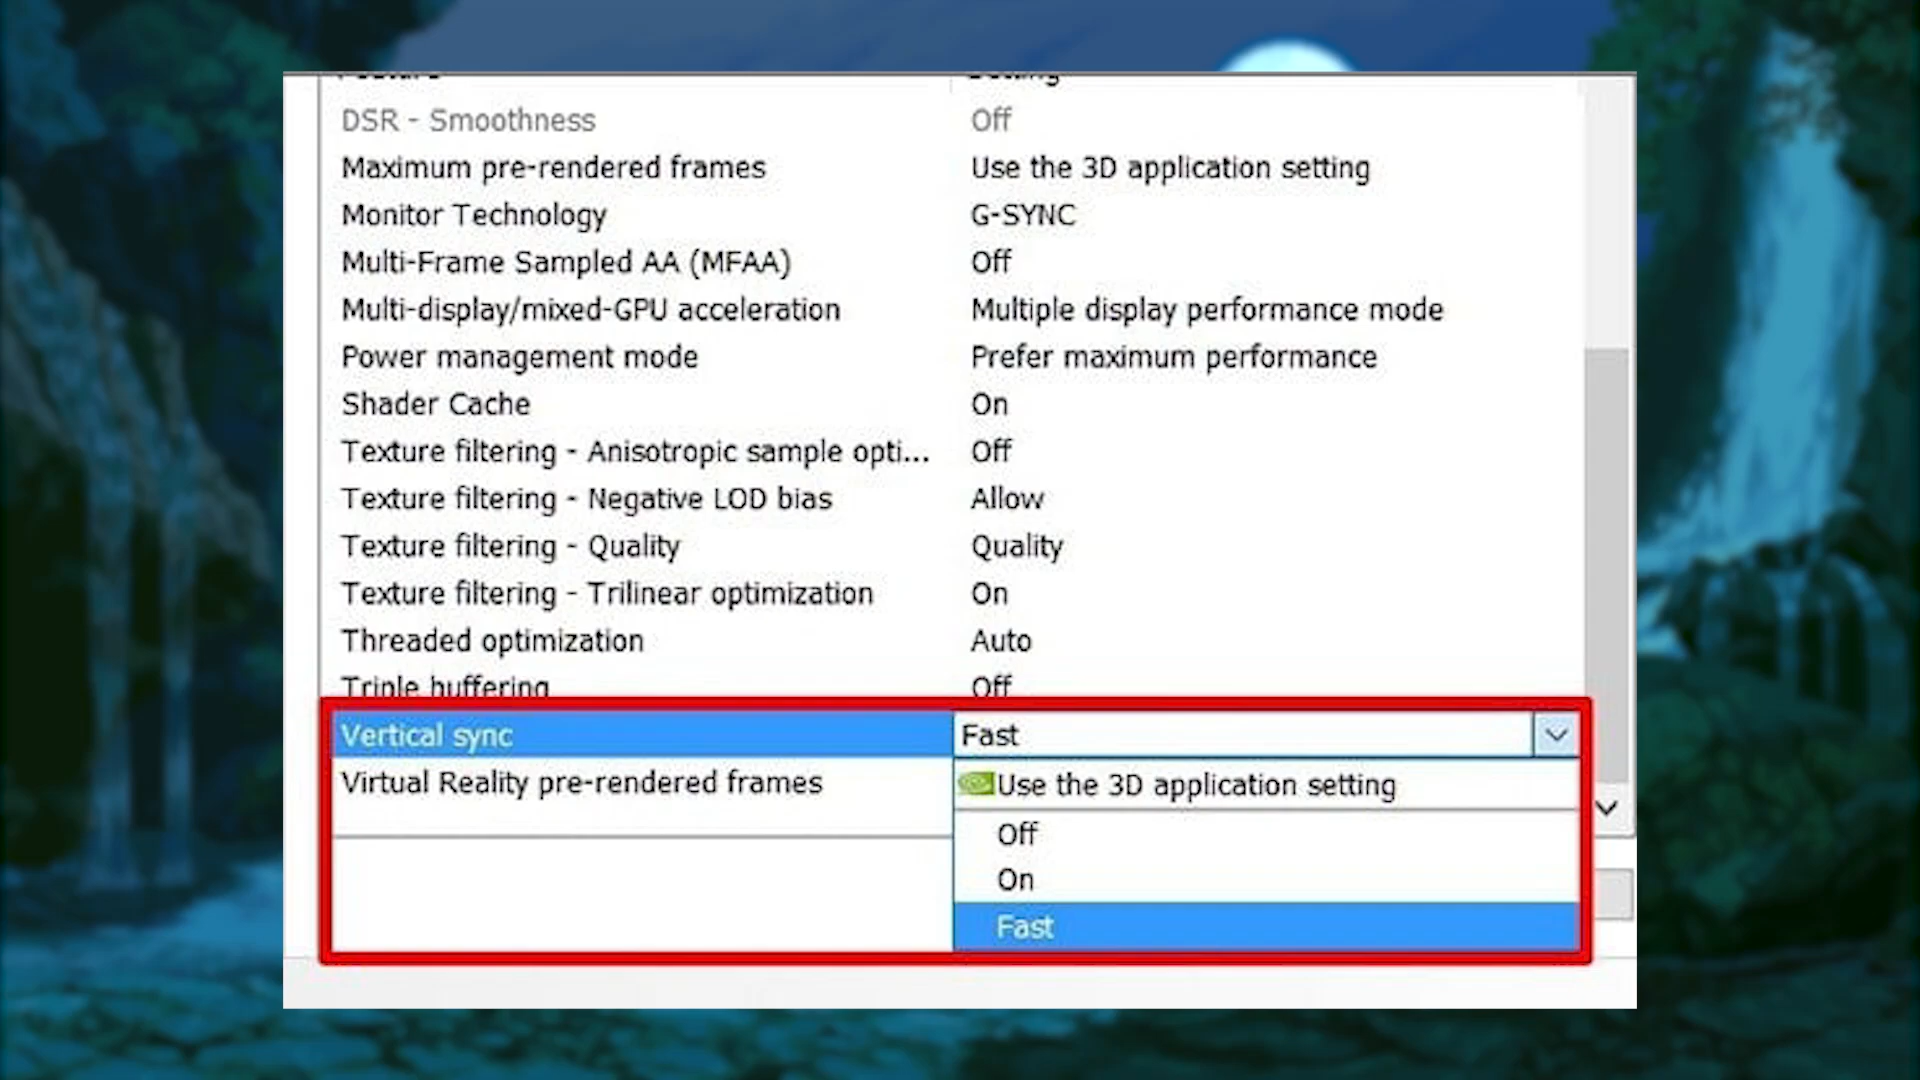 Feature Setting
DSR - Smoothness Off
Maximum pre-rendered frames Use the 3D application setting
Monitor Technology G-SYNC
Multi-Frame Sampled AA (MFAA) Off
Multi-display/mixed-GPU acceleration Multiple display performance mode
Power management mode Prefer maximum performance
Shader Cache On
Texture filtering - Anisotropic sample opti... Off
Texture filtering - Negative LOD bias Allow
Texture filtering - Quality Quality
Texture filtering - Trilinear optimization On
Threaded optimization Auto
Triple buffering Off
Vertical sync Fast
Virtual Reality pre-rendered frames Use the 3D application setting
Off
On
Fast